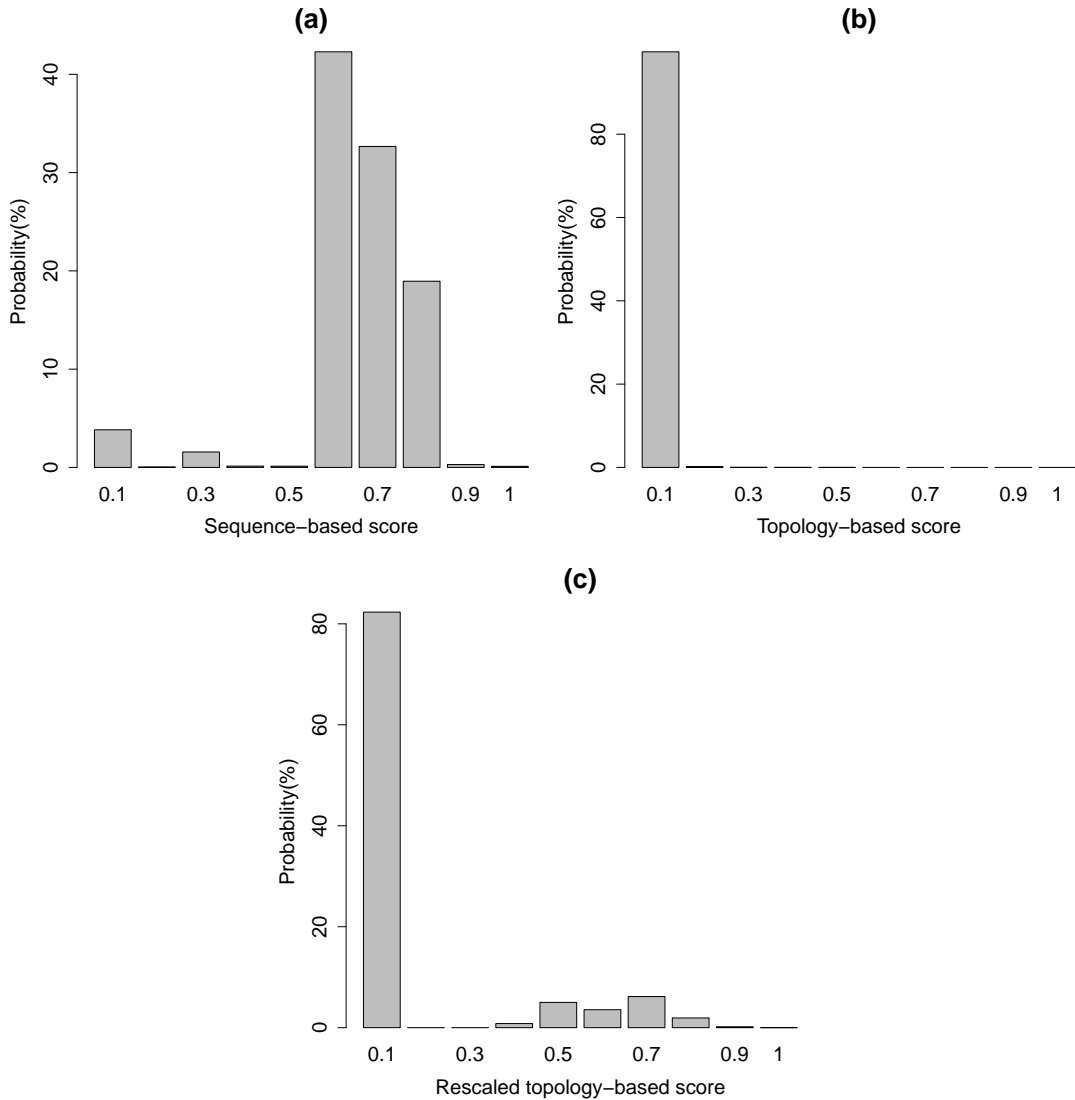 (a)
Probability(%)
40
30
20
10
0
0.1 0.3 0.5 0.7 0.9 1
Sequence−based score
(b)
Probability(%)
80
60
40
20
0
0.1 0.3 0.5 0.7 0.9 1
Topology−based score
(c)
Probability(%)
80
60
40
20
0
0.1 0.3 0.5 0.7 0.9 1
Rescaled topology−based score